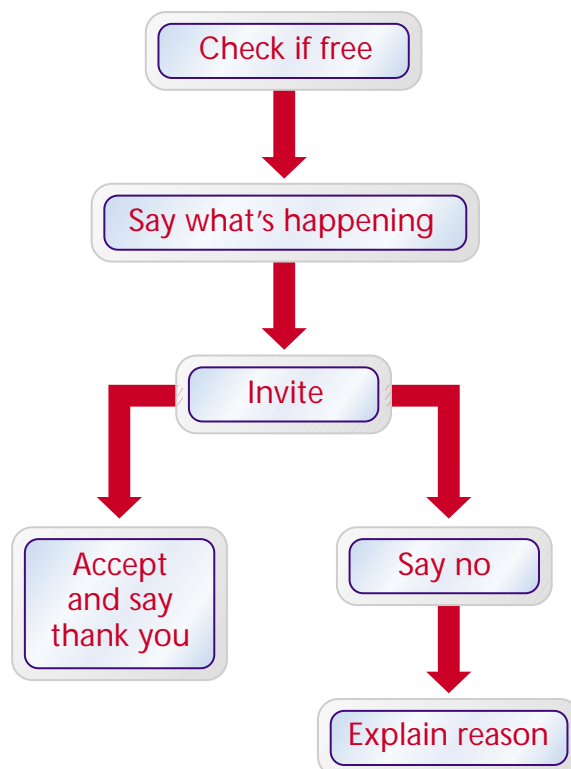 Check if free
Say what's happening
Invite
Accept
and say
thank you
Say no
Explain reason